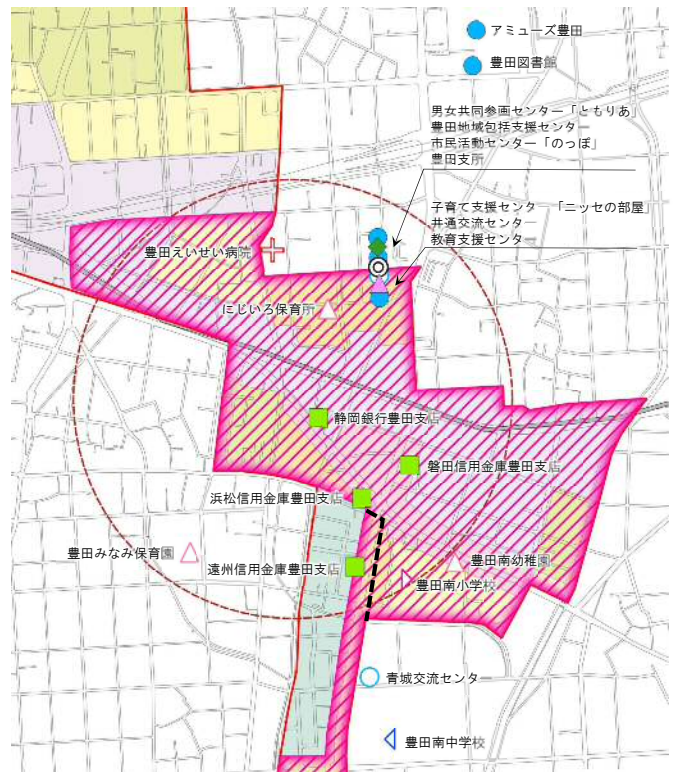 アミューズ豊田
豊田図書館
男女共同参画センター「ともりあ」
豊田地域包括支援センター
市民活動センター「のっぽ」
豊田支所
子育て支援センター 「ニッセの部屋」
共通交流センター
教育支援センター
豊田えいせい病院
にじいろ保育所
静岡銀行豊田支店
磐田信用金庫豊田支店
浜松信用金庫豊田支店
豊田みなみ保育園
遠州信用金庫豊田支店
豊田南幼稚園
豊田南小学校
青城交流センター
豊田南中学校